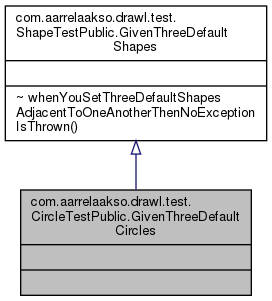 com.aarrelaakso.drawl.test.
ShapeTestPublic.GivenThreeDefault
Shapes
~ whenYouSetThreeDefaultShapes
AdjacentToOneAnotherThenNoException
IsThrown()
com.aarrelaakso.drawl.test.
CircleTestPublic.GivenThreeDefault
Circles